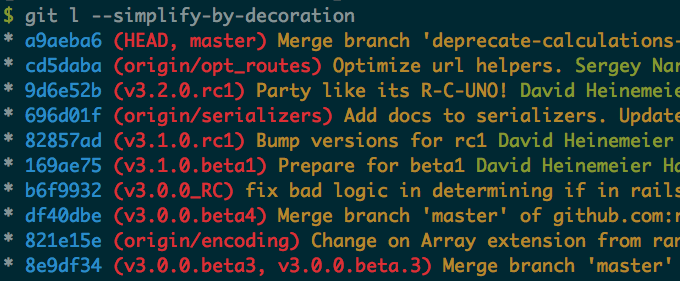 $ git l --simplify-by-decoration
* a9aeba6 (HEAD, master) Merge branch 'deprecate-calculations-
* cd5daba (origin/opt_routes) Optimize url helpers. Sergey Nar
* 9d6e52b (v3.2.0.rc1) Party like its R-C-UNO! David Heinemeie
* 696d01f (origin/serializers) Add docs to serializers. Update
* 82857ad (v3.1.0.rc1) Bump versions for rc1 David Heinemeier
* 169ae75 (v3.1.0.beta1) Prepare for beta1 David Heinemeier Ha
* b6f9932 (v3.0.0_RC) fix bad logic in determining if in rails
* df40dbe (v3.0.0.beta4) Merge branch 'master' of github.com:r
* 821e15e (origin/encoding) Change on Array extension from ran
* 8e9df34 (v3.0.0.beta3, v3.0.0.beta.3) Merge branch 'master'